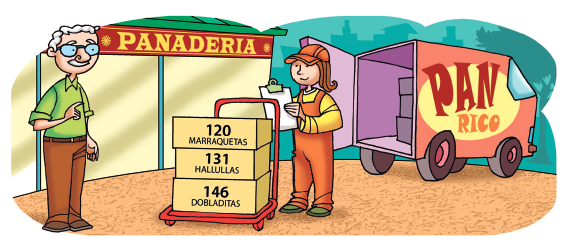 PANADERIA
120
MARRAQUETAS
131
HALLULLAS
146
DOBLADITAS
PAN
RICO